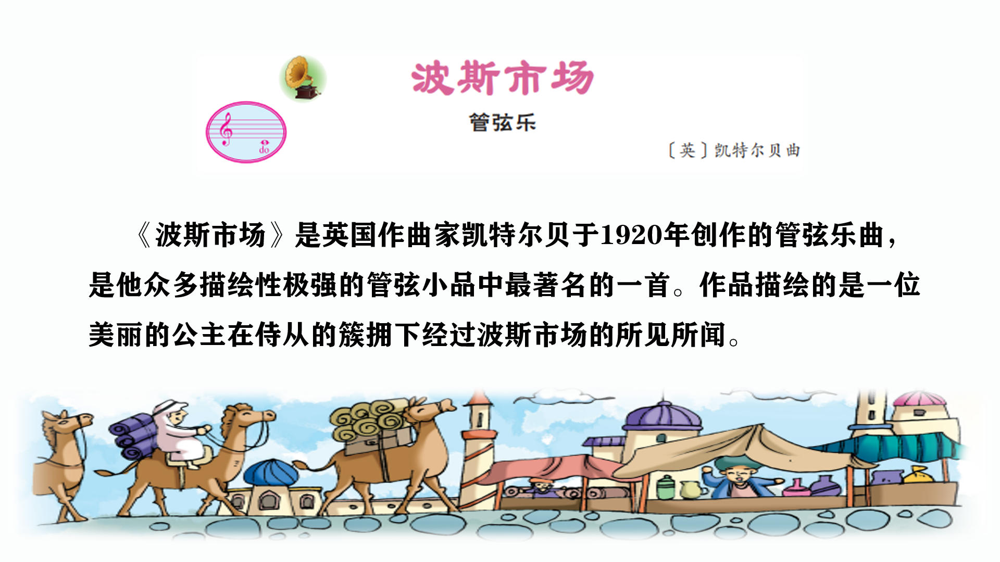 波斯市场
管弦乐
do
〔英〕凯特尔贝曲
《波斯市场》是英国作曲家凯特尔贝于1920年创作的管弦乐曲，
是他众多描绘性极强的管弦小品中最著名的一首。作品描绘的是一位
美丽的公主在侍从的簇拥下经过波斯市场的所见所闻。